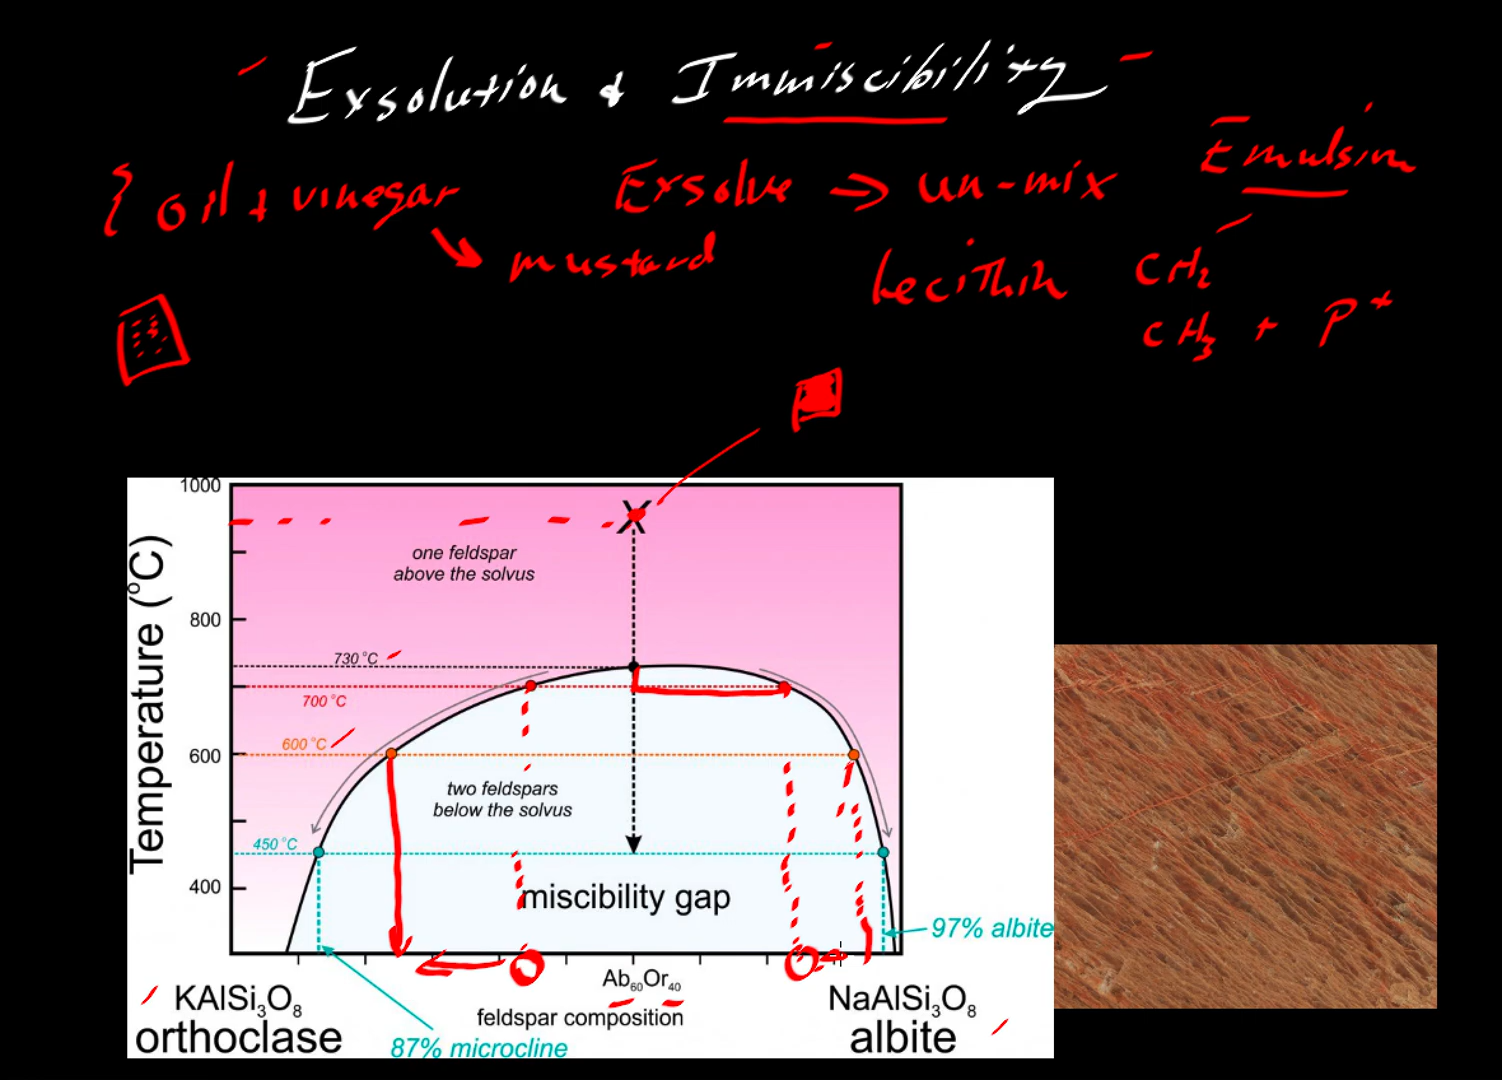 Exsolution & Immiscibility
Emulsion
{ oil + vinegar Exsolve → un-mix
mustard Lecithin CH2
CH3 + P+
Temperature (°C)
1000
one feldspar
above the solvus
800
730°C
700°C
600°C
600
two feldspars
below the solvus
450°C
400
miscibility gap
97% albite
Ab60Or40
KAlSi3O8 NaAlSi3O8
feldspar composition
orthoclase albite
87% microcline